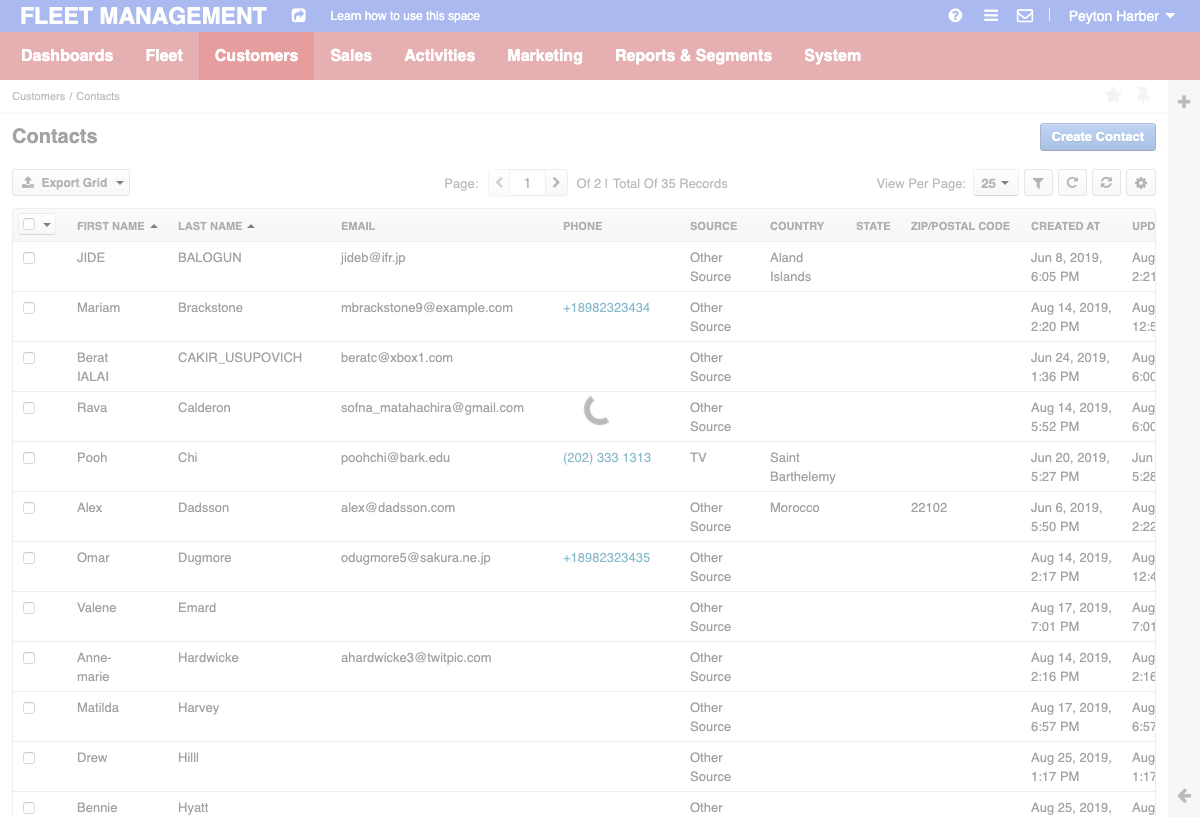 FLEET MANAGEMENT Learn how to use this space Peyton Harber
Dashboards Fleet Customers Sales Activities Marketing Reports & Segments System
Customers / Contacts
Contacts Create Contact
Export Grid Page: 1 Of 2 | Total Of 35 Records View Per Page: 25
FIRST NAME LAST NAME EMAIL PHONE SOURCE COUNTRY STATE ZIP/POSTAL CODE CREATED AT UPD
JIDE BALOGUN jideb@ifr.jp Other Aland Jun 8, 2019, Aug
Source Islands 6:05 PM 2:21
Mariam Brackstone mbrackstone9@example.com +18982323434 Other Aug 14, 2019, Aug
Source 2:20 PM 12:5
Berat CAKIR_USUPOVICH beratc@xbox1.com Other Jun 24, 2019, Aug
IALAI Source 1:36 PM 6:00
Rava Calderon sofna_matahachira@gmail.com Other Aug 14, 2019, Aug
Source 5:52 PM 6:00
Pooh Chi poohchi@bark.edu (202) 333 1313 TV Saint Jun 20, 2019, Jun
Barthelemy 5:27 PM 5:28
Alex Dadsson alex@dadsson.com Other Morocco 22102 Jun 6, 2019, Aug
Source 5:50 PM 2:22
Omar Dugmore odugmore5@sakura.ne.jp +18982323435 Other Aug 14, 2019, Aug
Source 2:17 PM 12:4
Valene Emard Other Aug 17, 2019, Aug
Source 7:01 PM 7:01
Anne- Hardwicke ahardwicke3@twitpic.com Other Aug 14, 2019, Aug
marie Source 2:16 PM 2:16
Matilda Harvey Other Aug 17, 2019, Aug
Source 6:57 PM 6:57
Drew Hilll Other Aug 25, 2019, Aug
Source 1:17 PM 1:17
Bennie Hyatt Other Aug 25, 2019, Aug